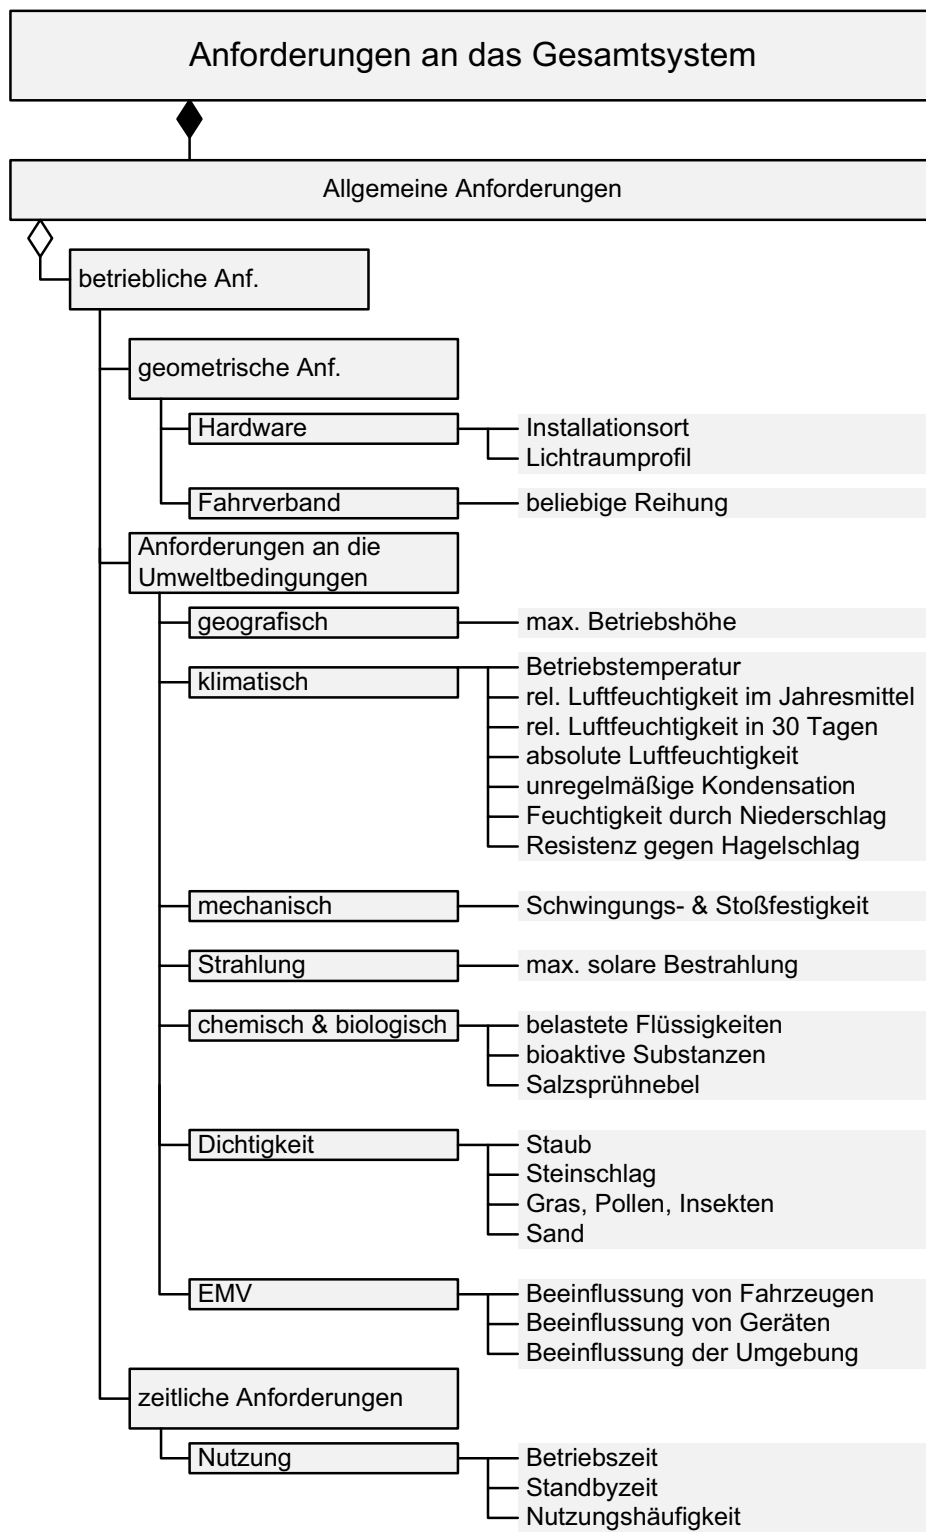 Anforderungen an das Gesamtsystem
Allgemeine Anforderungen
betriebliche Anf.
geometrische Anf.
Hardware
Installationsort
Lichtraumprofil
Fahrverband
beliebige Reihung
Anforderungen an die
Umweltbedingungen
geografisch
max. Betriebshöhe
klimatisch
Betriebstemperatur
rel. Luftfeuchtigkeit im Jahresmittel
rel. Luftfeuchtigkeit in 30 Tagen
absolute Luftfeuchtigkeit
unregelmäßige Kondensation
Feuchtigkeit durch Niederschlag
Resistenz gegen Hagelschlag
mechanisch
Schwingungs- & Stoßfestigkeit
Strahlung
max. solare Bestrahlung
chemisch & biologisch
belastete Flüssigkeiten
bioaktive Substanzen
Salzsprühnebel
Dichtigkeit
Staub
Steinschlag
Gras, Pollen, Insekten
Sand
EMV
Beeinflussung von Fahrzeugen
Beeinflussung von Geräten
Beeinflussung der Umgebung
zeitliche Anforderungen
Nutzung
Betriebszeit
Standbyzeit
Nutzungshäufigkeit